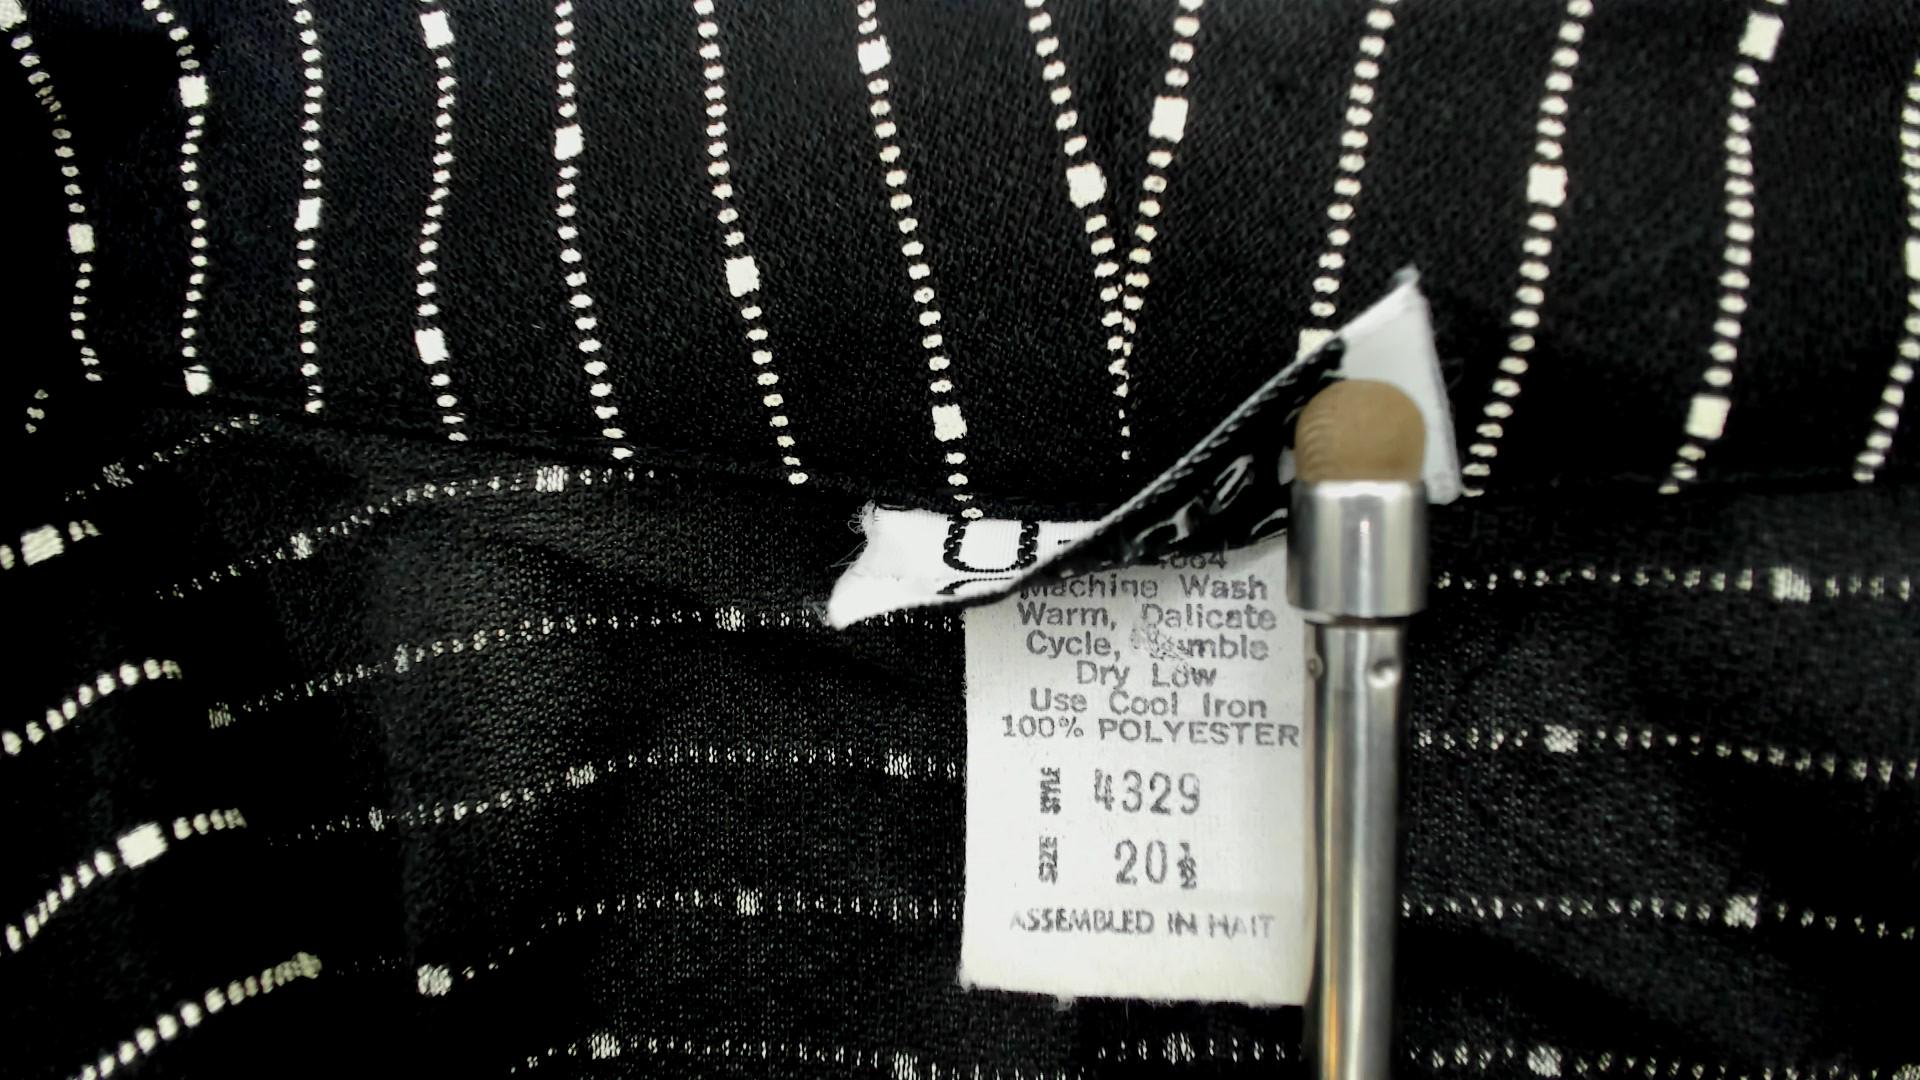 Machine Wash
Warm, Dalicate
Cycle,
Dry Low
Use Cool Iron
100% POLYESTER
STYLE 4329
SIZE 20½
ASSEMBLED IN HAIT